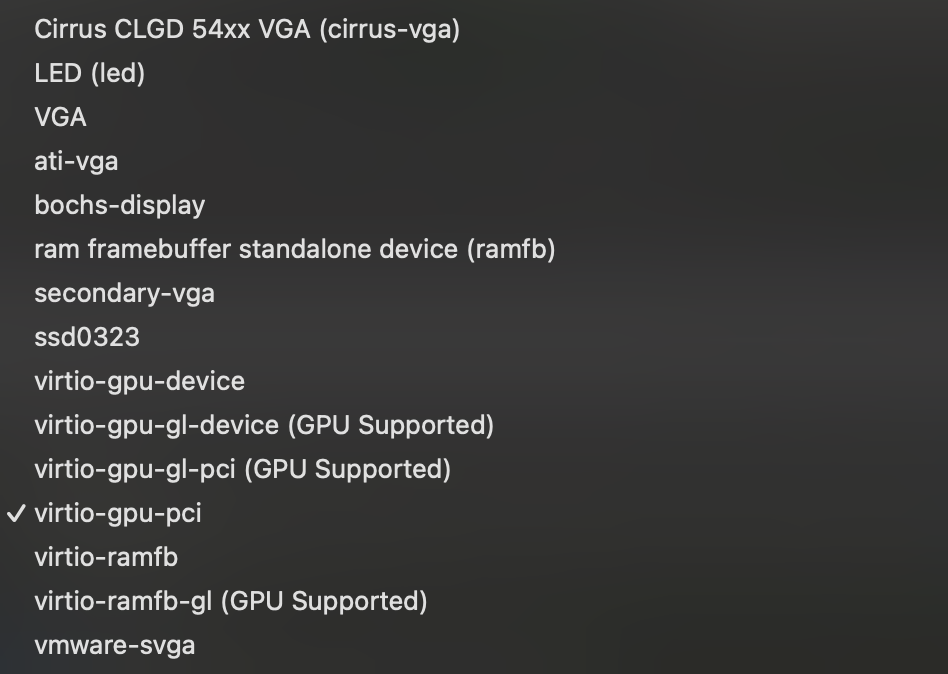 Cirrus CLGD 54xx VGA (cirrus-vga)
LED (led)
VGA
ati-vga
bochs-display
ram framebuffer standalone device (ramfb)
secondary-vga
ssd0323
virtio-gpu-device
virtio-gpu-gl-device (GPU Supported)
virtio-gpu-gl-pci (GPU Supported)
✓ virtio-gpu-pci
virtio-ramfb
virtio-ramfb-gl (GPU Supported)
vmware-svga